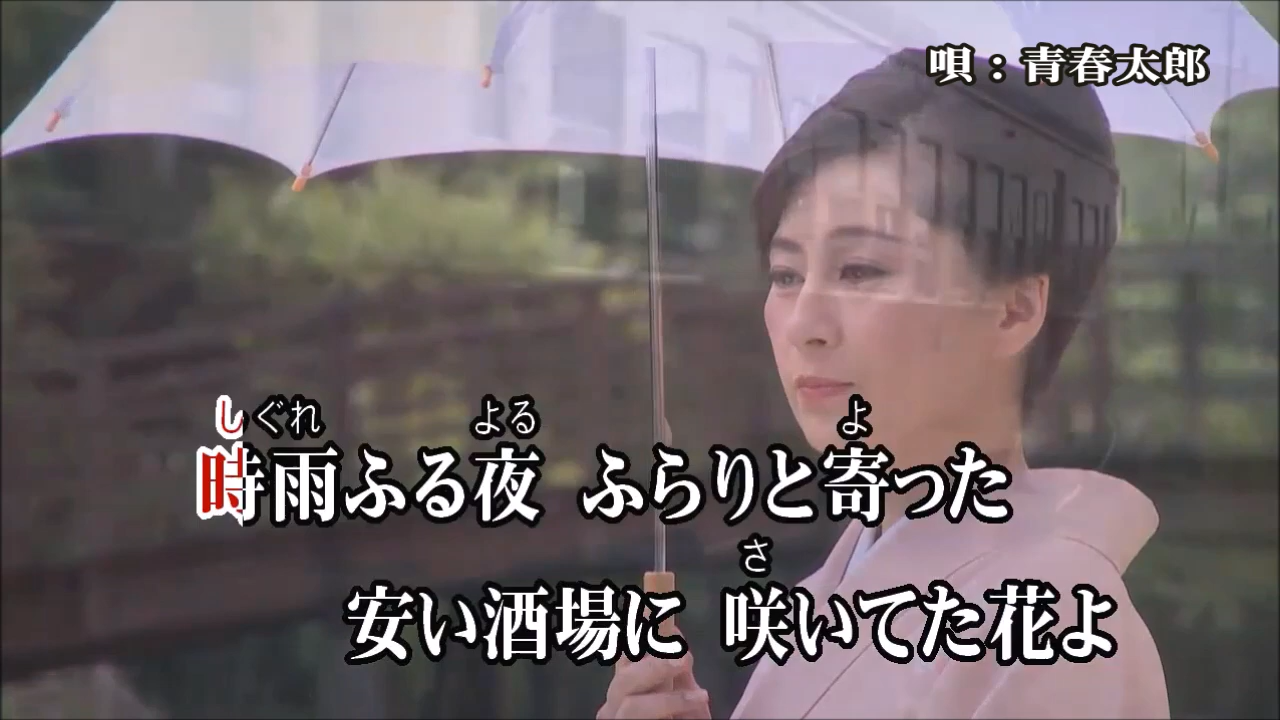 唄：青春太郎
しぐれ よる よ
時雨ふる夜 ふらりと寄った
さ
安い酒場に 咲いてた花よ